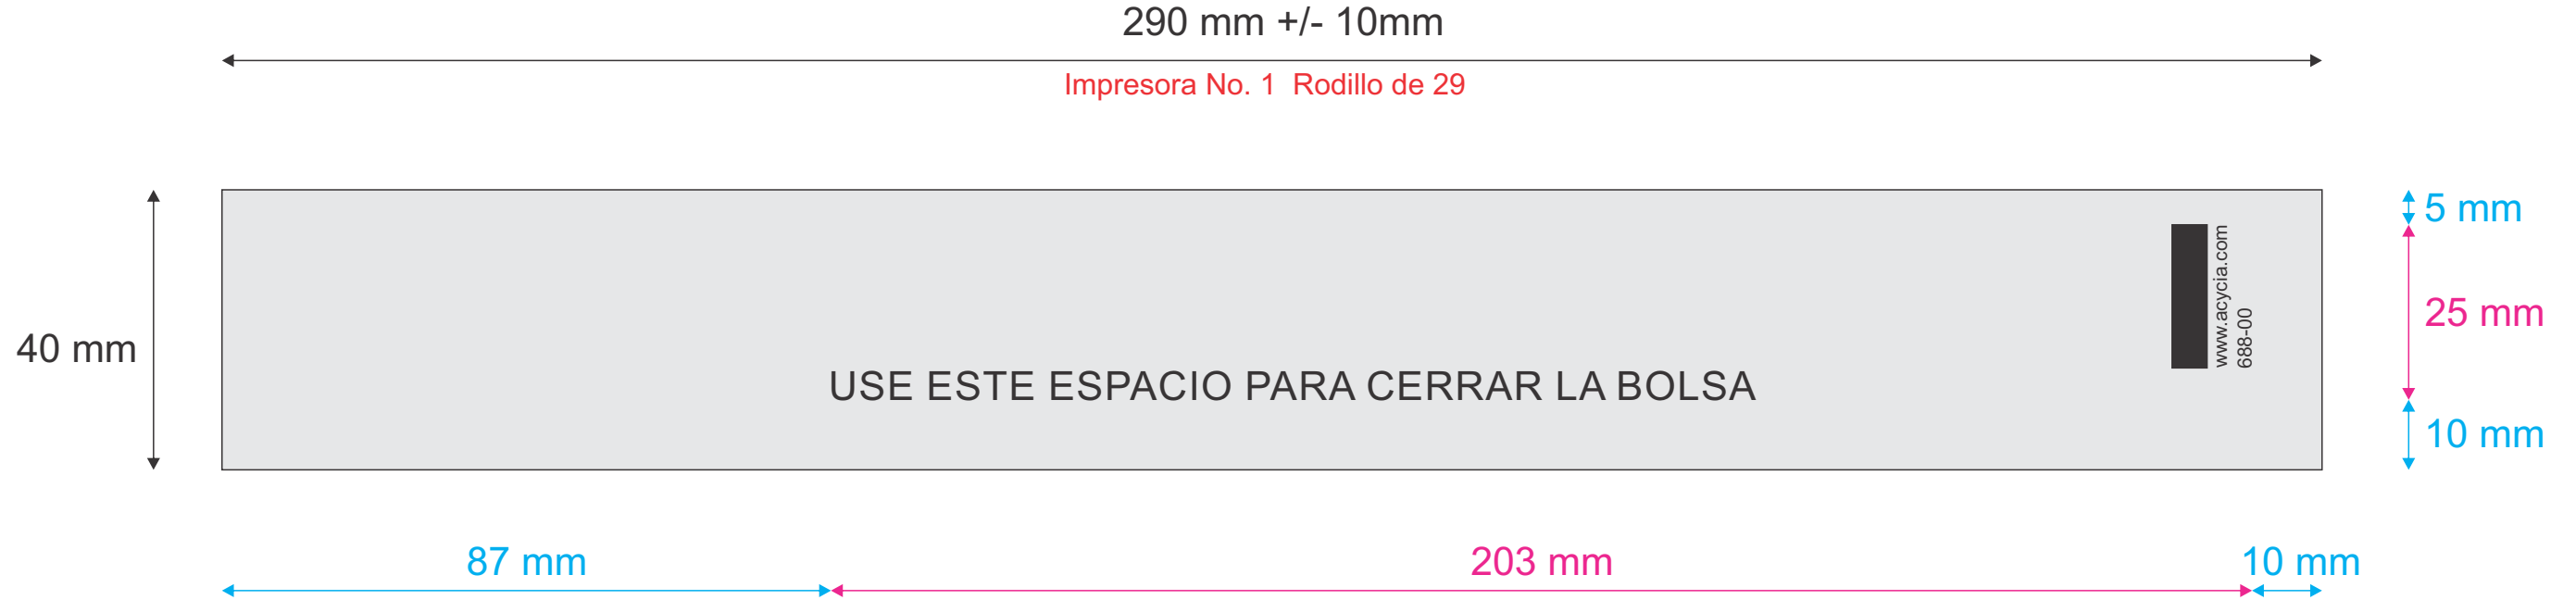 290 mm +/- 10mm
Impresora No. 1 Rodillo de 29
5 mm
www.acycia.com
688-00
25 mm
40 mm
USE ESTE ESPACIO PARA CERRAR LA BOLSA
10 mm
87 mm
203 mm
10 mm